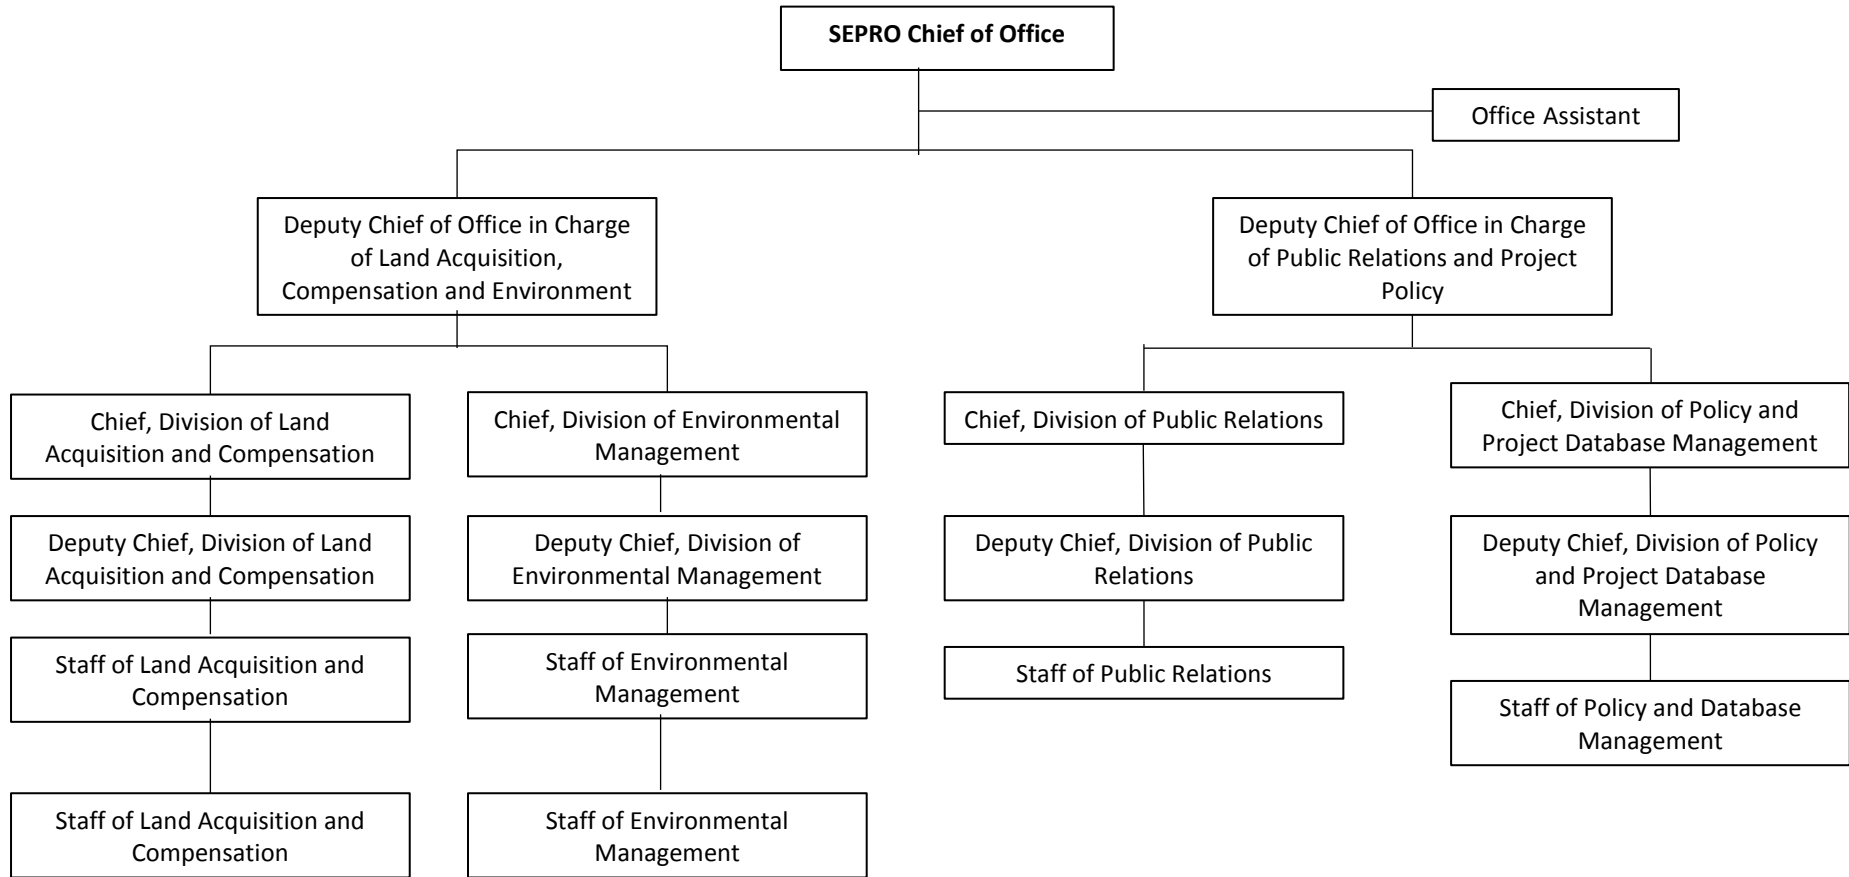 SEPRO Chief of Office
Office Assistant
Deputy Chief of Office in Charge
of Land Acquisition,
Compensation and Environment
Deputy Chief of Office in Charge
of Public Relations and Project
Policy
Chief, Division of Land
Acquisition and Compensation
Chief, Division of Environmental
Management
Chief, Division of Public Relations
Chief, Division of Policy and
Project Database Management
Deputy Chief, Division of Land
Acquisition and Compensation
Deputy Chief, Division of
Environmental Management
Deputy Chief, Division of Public
Relations
Deputy Chief, Division of Policy
and Project Database
Management
Staff of Land Acquisition and
Compensation
Staff of Environmental
Management
Staff of Public Relations
Staff of Policy and Database
Management
Staff of Land Acquisition and
Compensation
Staff of Environmental
Management